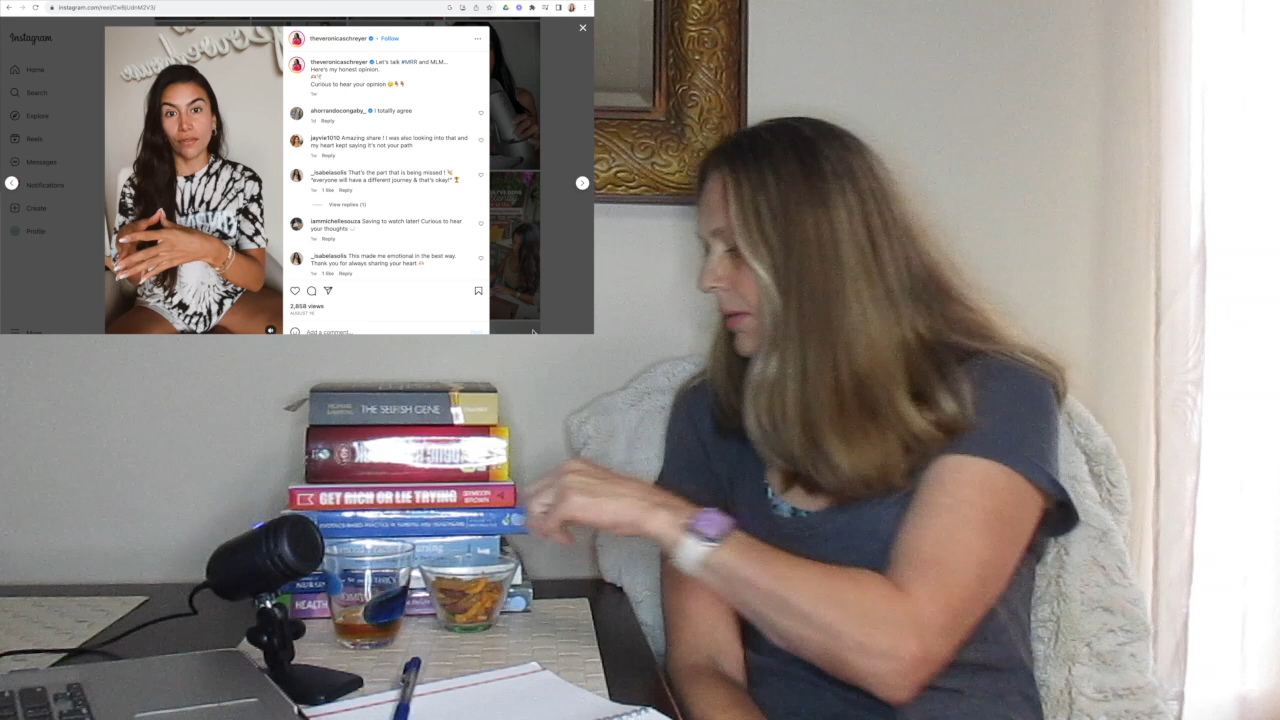 instagram.com/reel/CwBjUdnM2V3/
Instagram
Home
Search
Explore
Reels
Messages
Notifications
Create
Profile
theveronicaschreyer • Follow
theveronicaschreyer Let's talk #MRR and MLM...
Here's my honest opinion.
Curious to hear your opinion
1w
ahorrandocongaby_ I totallly agree
1d Reply
jayvie1010 Amazing share ! I was also looking into that and
my heart kept saying it's not your path
1w Reply
_isabelasolis That's the part that is being missed !
"everyone will have a different journey & that's okay!"
1w 1 like Reply
View replies (1)
iammichellesouza Saving to watch later! Curious to hear
your thoughts
1w Reply
_isabelasolis This made me emotional in the best way.
Thank you for always sharing your heart
1w 1 like Reply
2,858 views
AUGUST 16
Add a comment...
THE SELFISH GENE
GET RICH OR LIE TRYING
SYMEON
BROWN
HEALTH